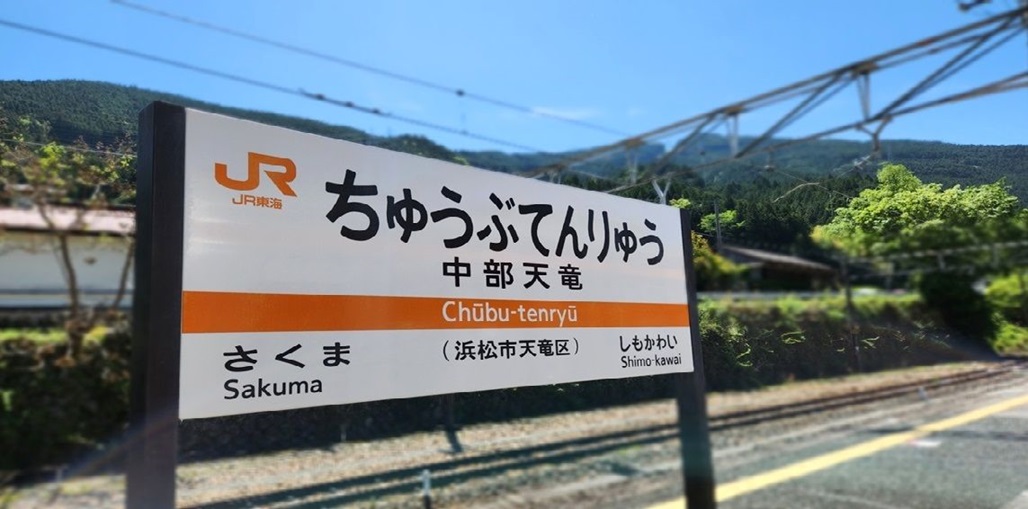 JR
JR東海
ちゅうぶてんりゅう
中部天竜
Chūbu-tenryū
さくま
Sakuma
（浜松市天竜区）
しもかわい
Shimo-kawai